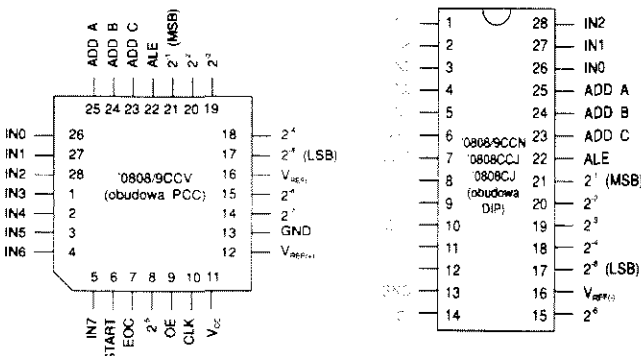 ADD A
ADD B
ADD C
ALE
2⁻¹ (MSB)
2⁻²
2⁻³
25 24 23 22 21 20 19
IN0 26 18 2⁻⁴
IN1 27 17 2⁻⁸ (LSB)
IN2 28 16 V REF(-)
IN3 1 15 2⁻⁶
IN4 2 14 2⁻⁷
IN5 3 13 GND
IN6 4 12 V REF(+)
'0808/9CCV
(obudowa PCC)
5 6 7 8 9 10 11
IN7
START
EOC
2⁻⁵
OE
CLK
Vcc
1 28 IN2
2 27 IN1
3 26 IN0
4 25 ADD A
5 24 ADD B
6 23 ADD C
7 22 ALE
8 21 2⁻¹ (MSB)
9 20 2⁻²
10 19 2⁻³
11 18 2⁻⁴
12 17 2⁻⁸ (LSB)
13 16 V REF(-)
14 15 2⁻⁶
'0808/9CCN
'0808CCJ
'0808CJ
(obudowa
DIP)